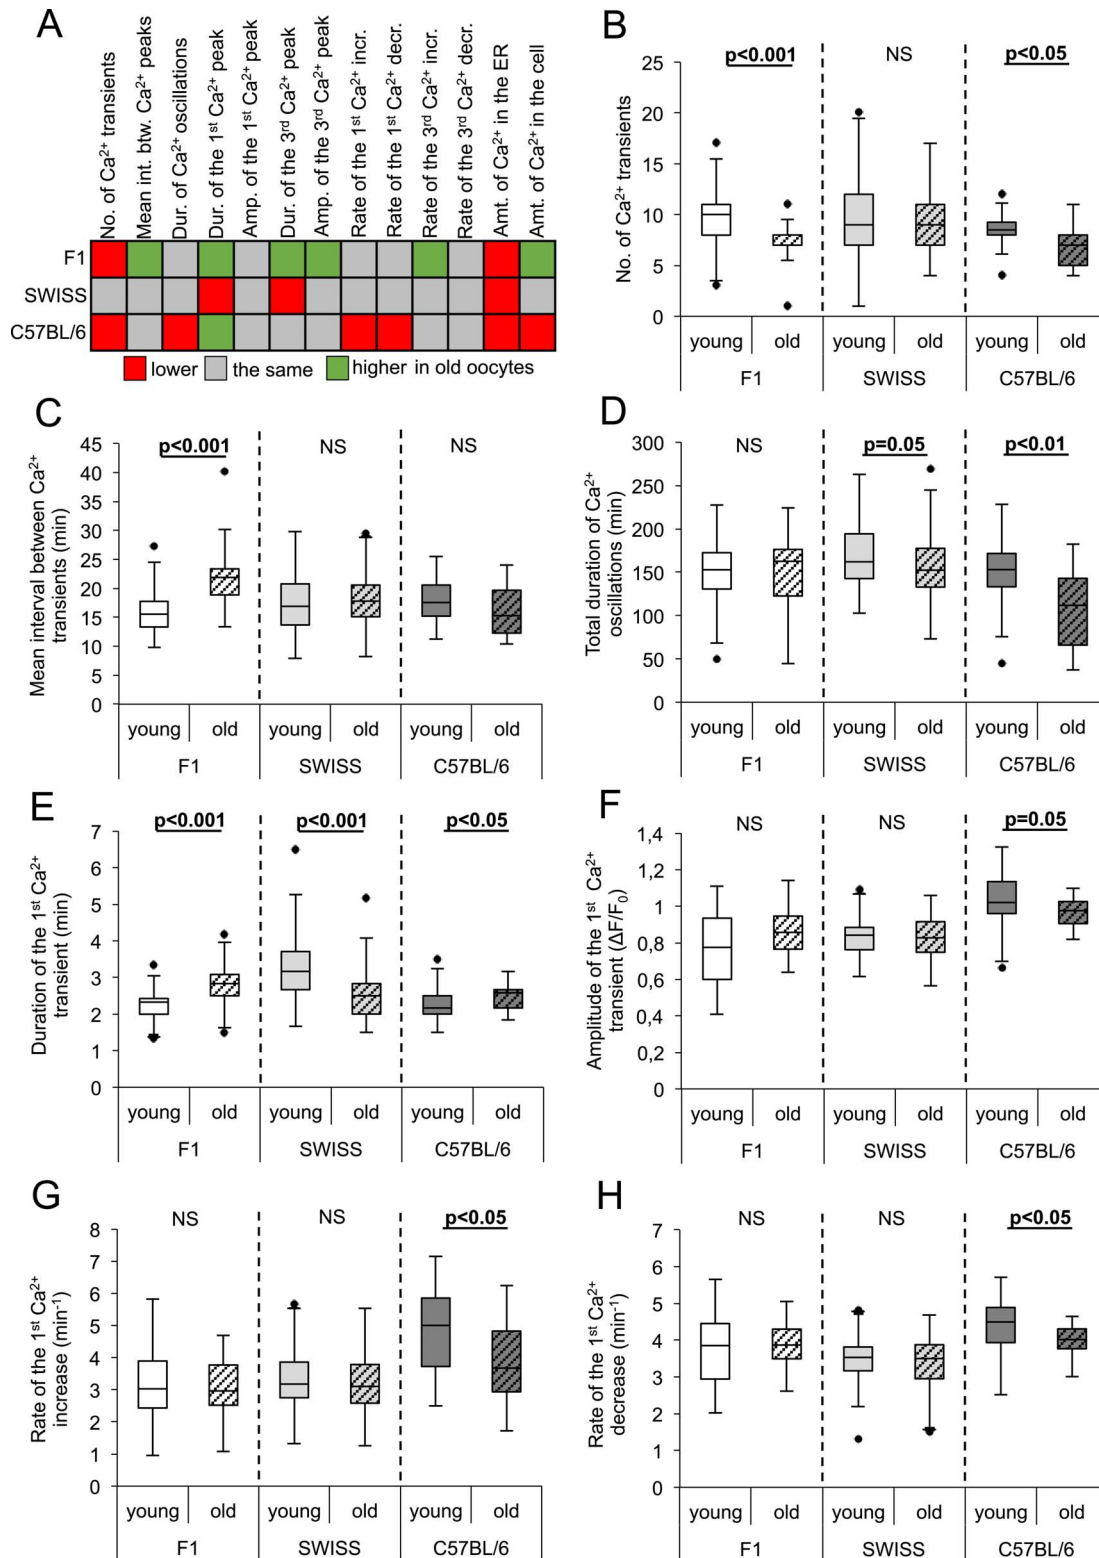 A
No. of Ca²⁺ transients
Mean int. btw. Ca²⁺ peaks
Dur. of Ca²⁺ oscillations
Dur. of the 1st Ca²⁺ peak
Amp. of the 1st Ca²⁺ peak
Dur. of the 3rd Ca²⁺ peak
Amp. of the 3rd Ca²⁺ peak
Rate of the 1st Ca²⁺ incr.
Rate of the 1st Ca²⁺ decr.
Rate of the 3rd Ca²⁺ incr.
Rate of the 3rd Ca²⁺ decr.
Amt. of Ca²⁺ in the ER
Amt. of Ca²⁺ in the cell
F1
SWISS
C57BL/6
lower the same higher in old oocytes
B
p<0.001 NS p<0.05
No. of Ca²⁺ transients
25
20
15
10
5
0
young old young old young old
F1 SWISS C57BL/6
C
p<0.001 NS NS
Mean interval between Ca²⁺
transients (min)
45
40
35
30
25
20
15
10
5
0
young old young old young old
F1 SWISS C57BL/6
D
NS p=0.05 p<0.01
Total duration of Ca²⁺
oscillations (min)
300
250
200
150
100
50
0
young old young old young old
F1 SWISS C57BL/6
E
p<0.001 p<0.001 p<0.05
Duration of the 1st Ca²⁺
transient (min)
7
6
5
4
3
2
1
0
young old young old young old
F1 SWISS C57BL/6
F
NS NS p=0.05
Amplitude of the 1st Ca²⁺
transient (ΔF/F₀)
1,4
1,2
1
0,8
0,6
0,4
0,2
0
young old young old young old
F1 SWISS C57BL/6
G
NS NS p<0.05
Rate of the 1st Ca²⁺
increase (min⁻¹)
8
7
6
5
4
3
2
1
0
young old young old young old
F1 SWISS C57BL/6
H
NS NS p<0.05
Rate of the 1st Ca²⁺
decrease (min⁻¹)
7
6
5
4
3
2
1
0
young old young old young old
F1 SWISS C57BL/6